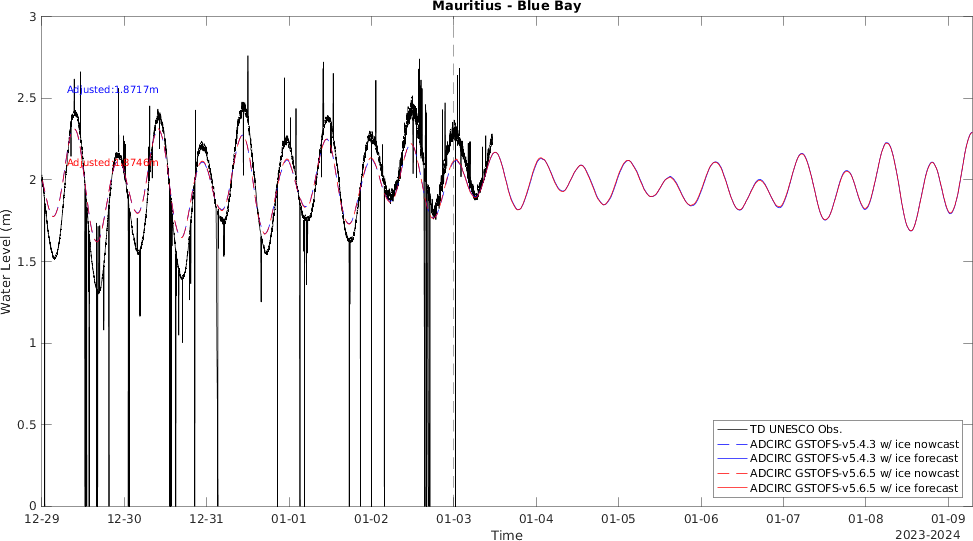 Mauritius - Blue Bay
3
2.5
2
1.5
1
0.5
0
Water Level (m)
Adjusted:1.8717m
Adjusted:1.8746m
TD UNESCO Obs.
ADCIRC GSTOFS-v5.4.3 w/ ice nowcast
ADCIRC GSTOFS-v5.4.3 w/ ice forecast
ADCIRC GSTOFS-v5.6.5 w/ ice nowcast
ADCIRC GSTOFS-v5.6.5 w/ ice forecast
12-29 12-30 12-31 01-01 01-02 01-03 01-04 01-05 01-06 01-07 01-08 01-09
Time
2023-2024